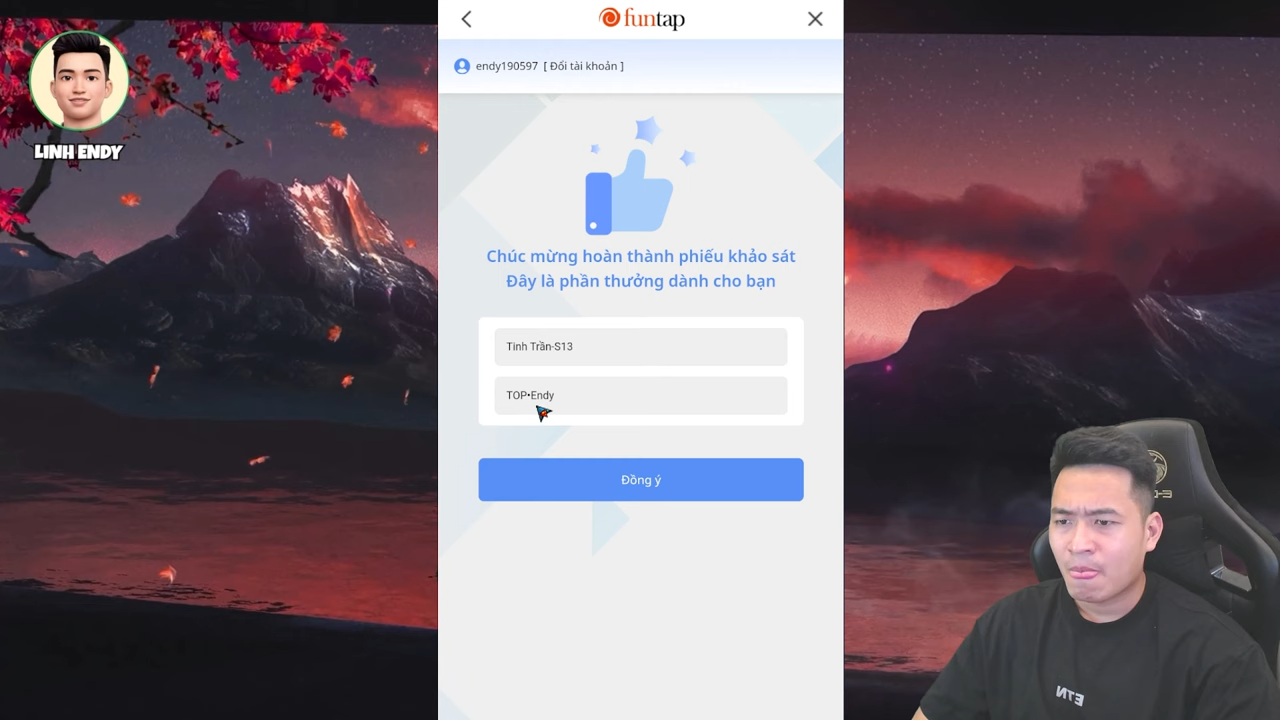 funtap
endy190597 [ Đổi tài khoản ]
LINH ENDY
Chúc mừng hoàn thành phiếu khảo sát
Đây là phần thưởng dành cho bạn
Tinh Trần-S13
TOP•Endy
Đồng ý